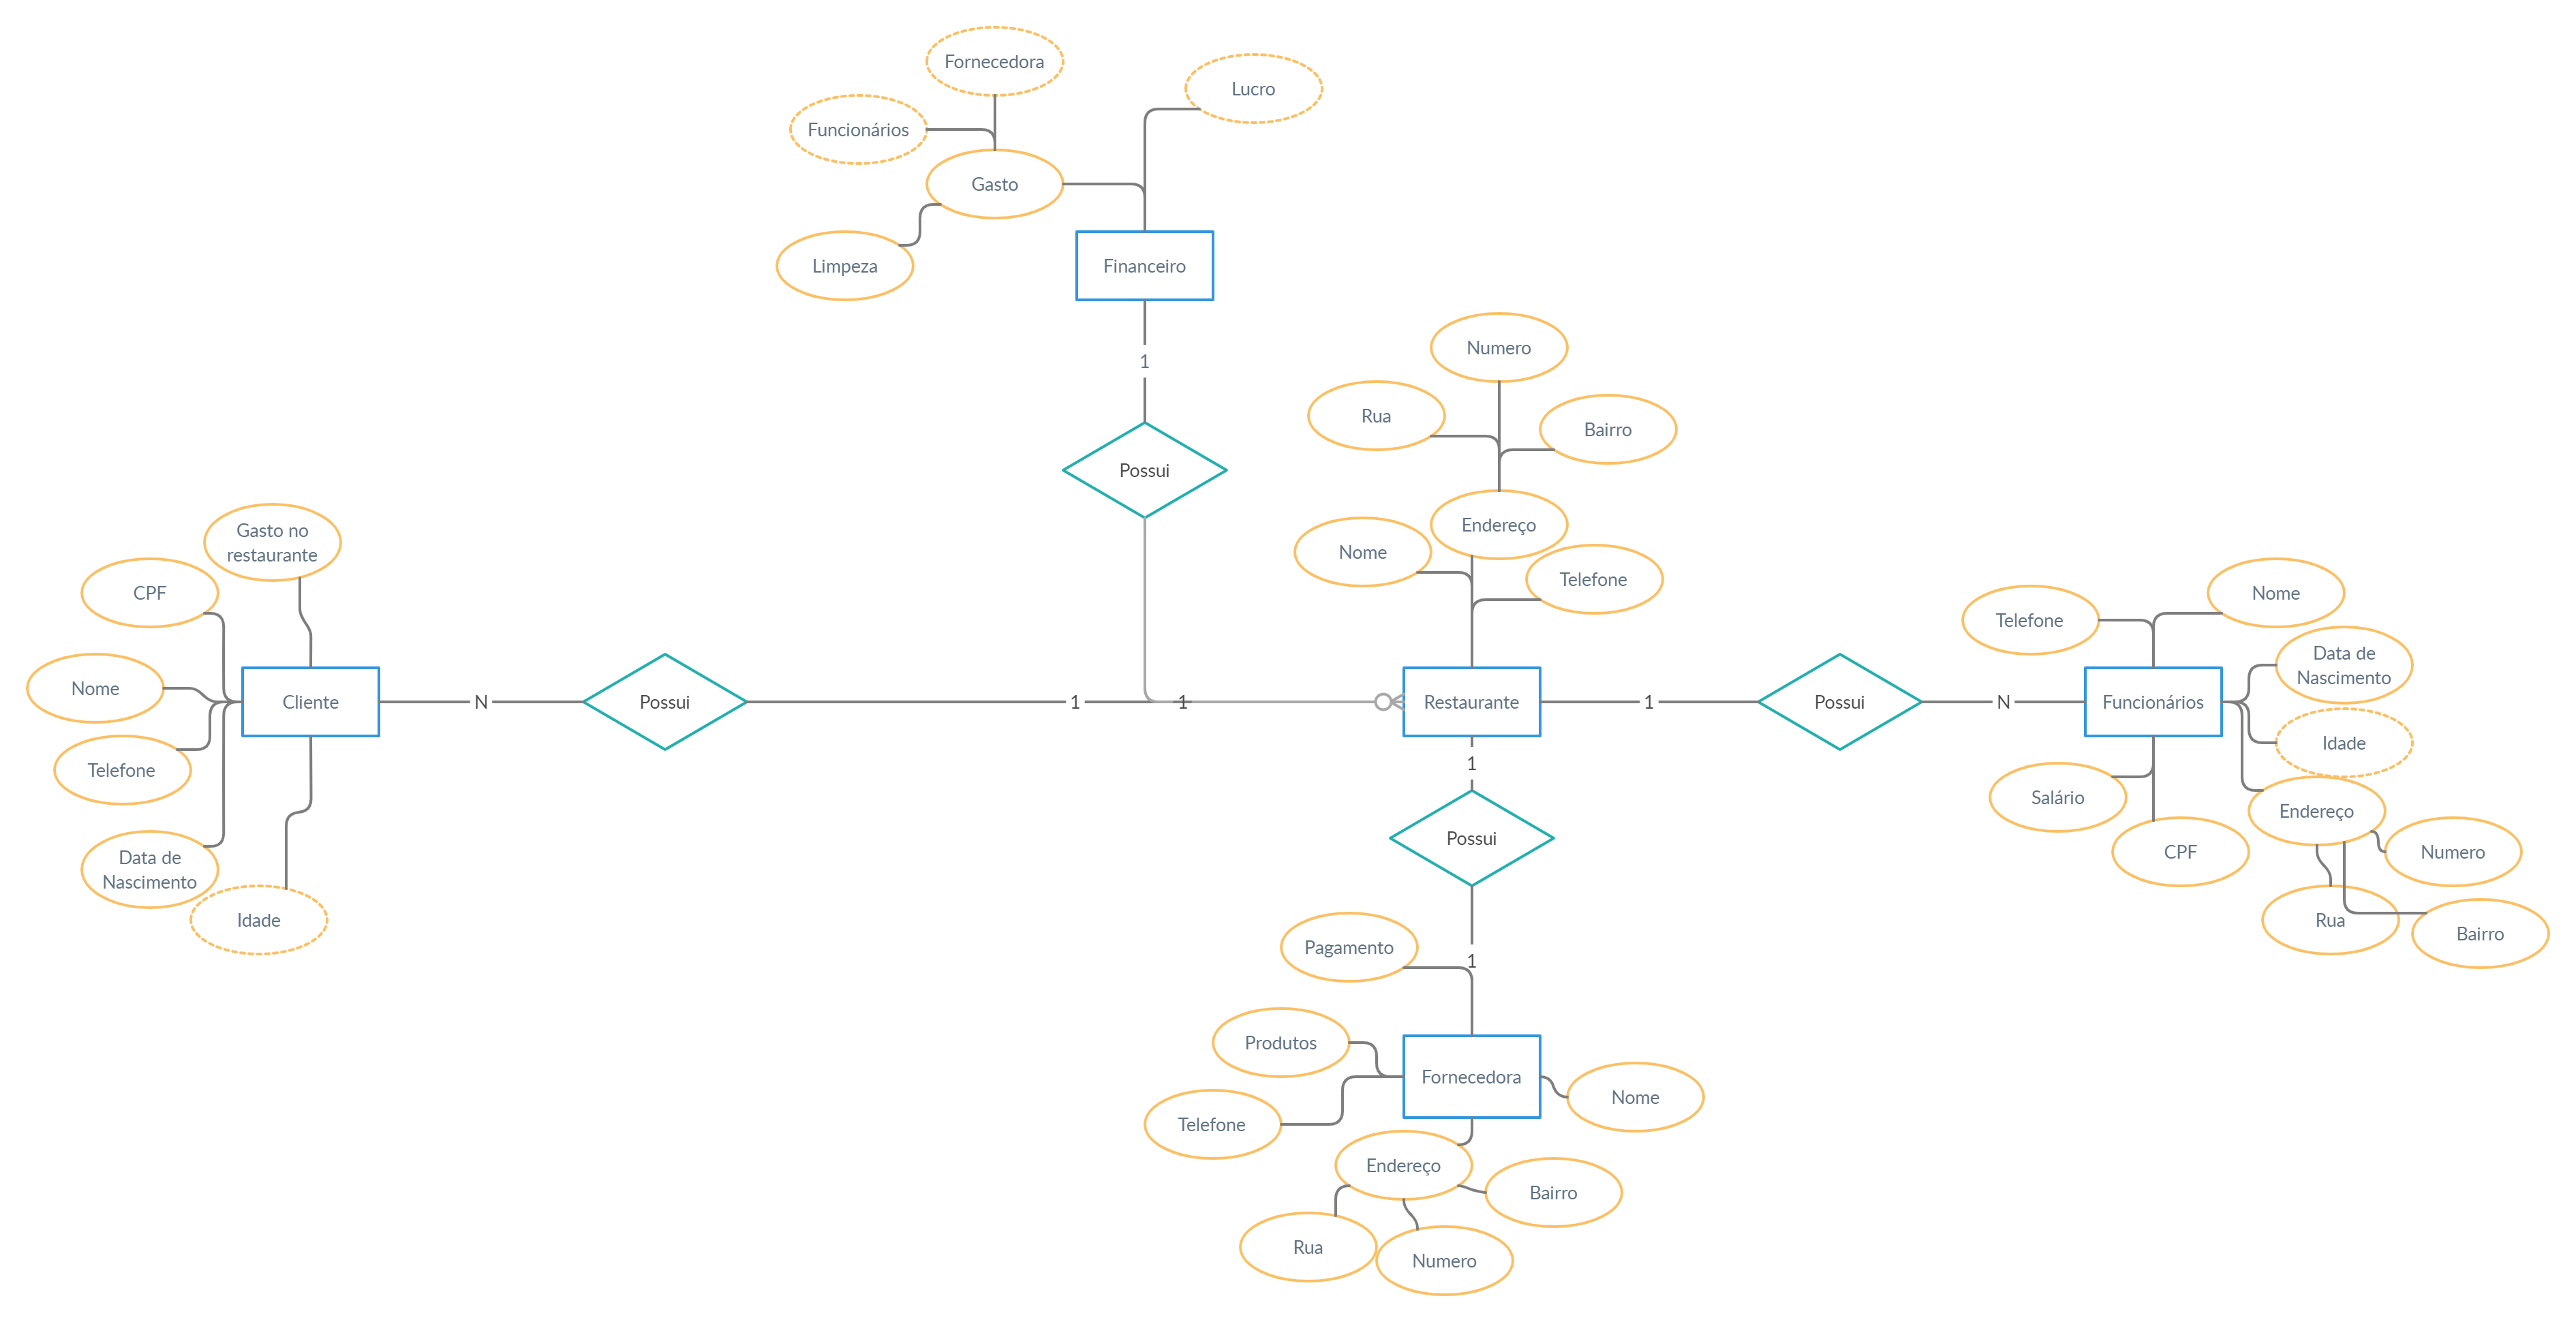 Fornecedora
Lucro
Funcionários
Gasto
Limpeza
Financeiro
1
Numero
Rua
Bairro
Possui
Endereço
Nome
Telefone
Gasto no
restaurante
CPF
Nome
Telefone
Data de
Nascimento
Idade
Cliente
N
Possui
1
1
Restaurante
1
Possui
N
Funcionários
Telefone
Nome
Data de
Nascimento
Idade
Salário
CPF
Endereço
Numero
Rua
Bairro
1
Possui
1
Pagamento
Produtos
Fornecedora
Telefone
Nome
Endereço
Bairro
Rua
Numero